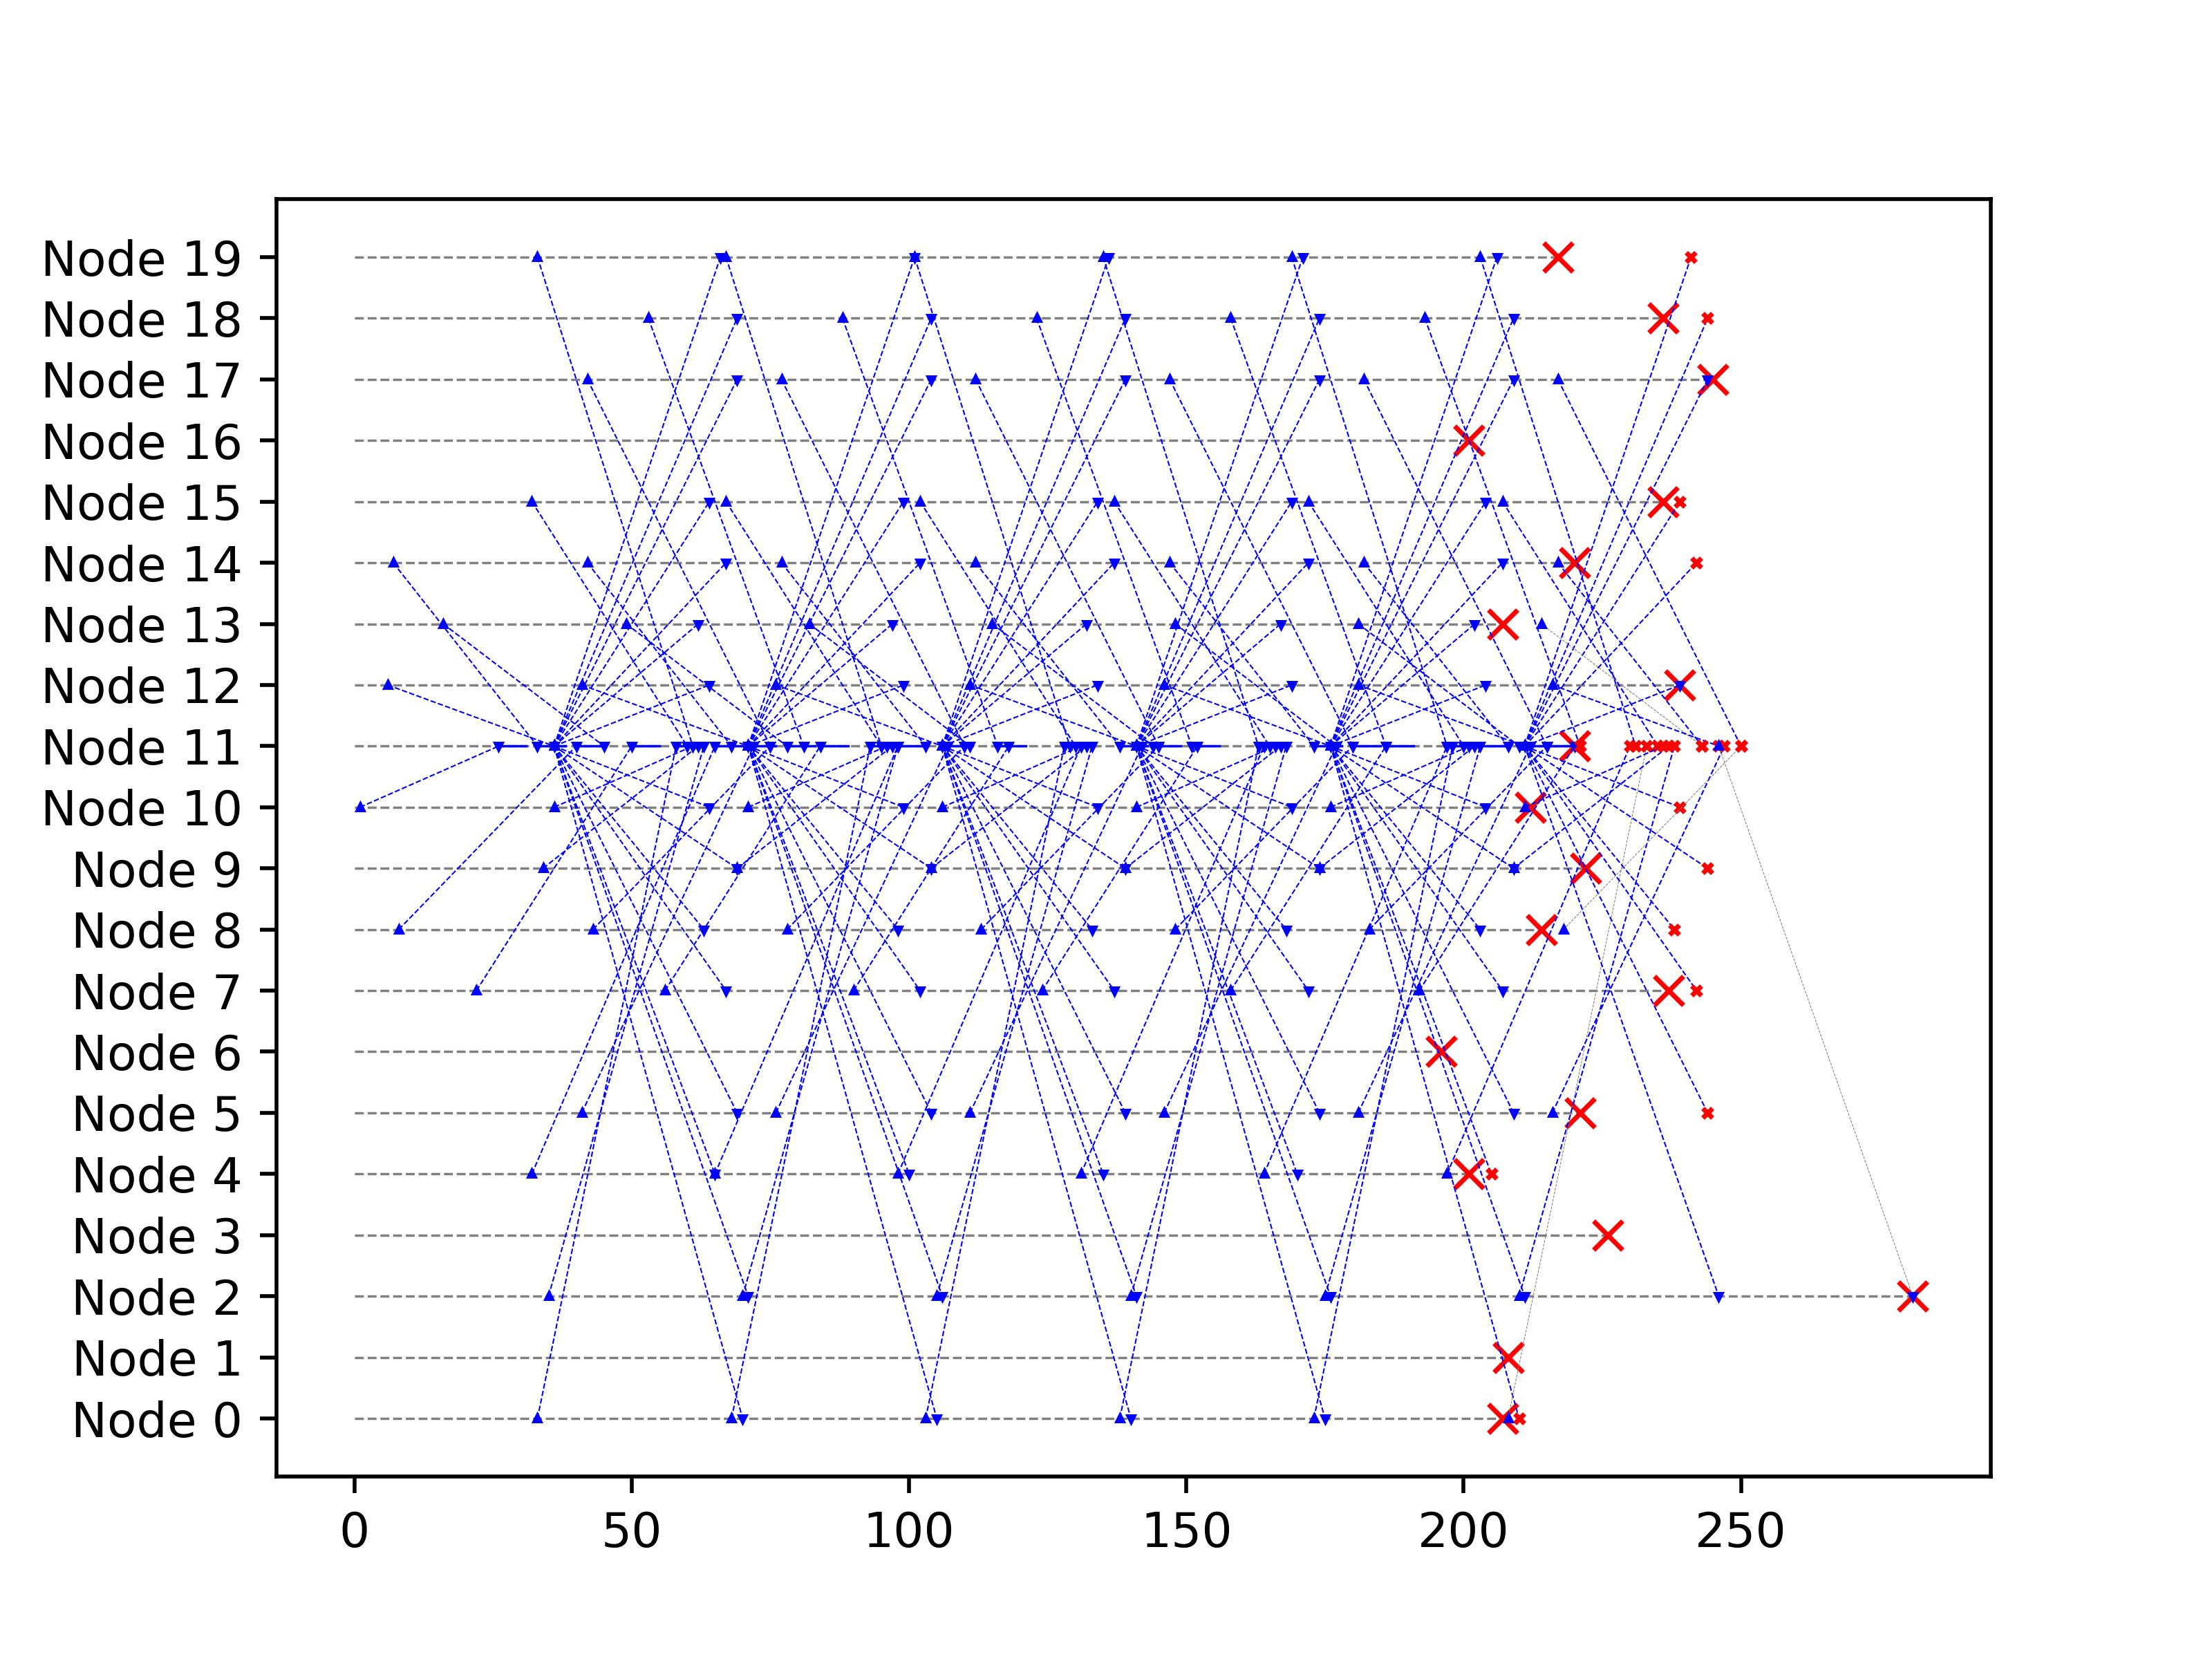 Node 19
Node 18
Node 17
Node 16
Node 15
Node 14
Node 13
Node 12
Node 11
Node 10
Node 9
Node 8
Node 7
Node 6
Node 5
Node 4
Node 3
Node 2
Node 1
Node 0
0 50 100 150 200 250